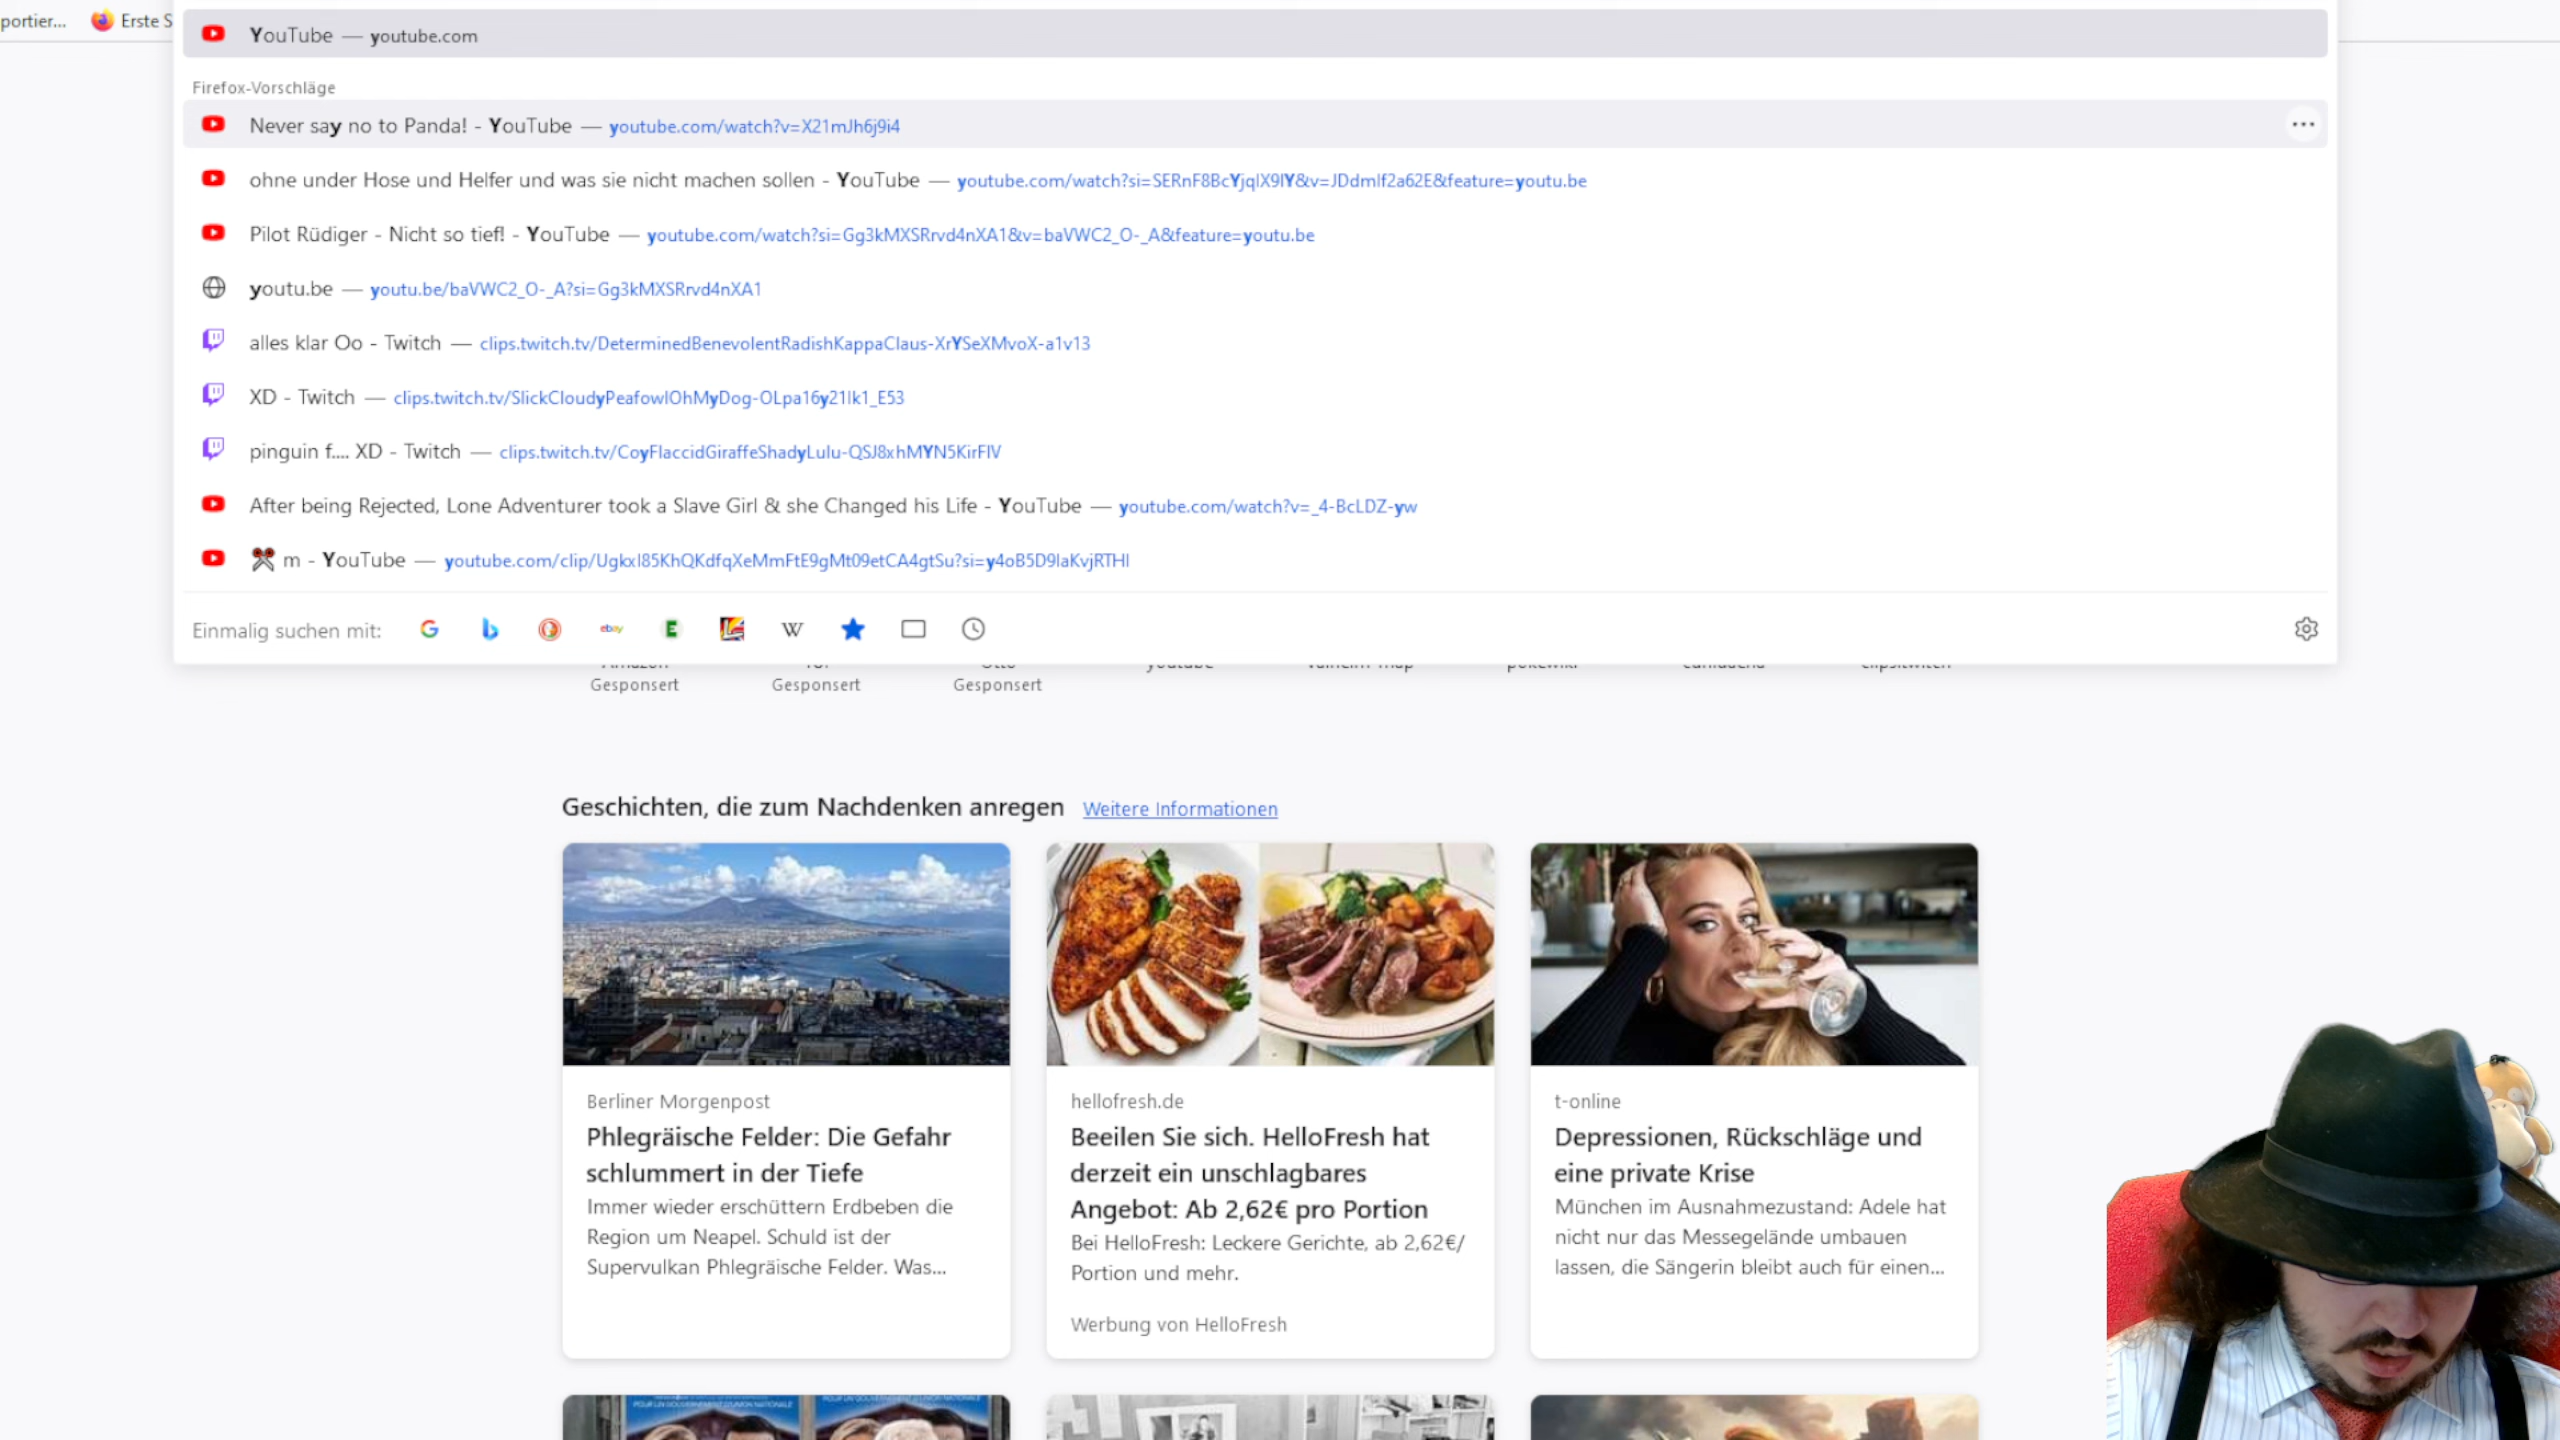 portier...
Erste S
YouTube — youtube.com
Firefox-Vorschläge
Never say no to Panda! - YouTube — youtube.com/watch?v=X21mJh6j9i4
ohne under Hose und Helfer und was sie nicht machen sollen - YouTube — youtube.com/watch?si=SERnF8BcYjqlX9lY&v=JDdmlf2a62E&feature=youtu.be
Pilot Rüdiger - Nicht so tief! - YouTube — youtube.com/watch?si=Gg3kMXSRrvd4nXA1&v=baVWC2_O-_A&feature=youtu.be
youtu.be — youtu.be/baVWC2_O-_A?si=Gg3kMXSRrvd4nXA1
alles klar Oo - Twitch — clips.twitch.tv/DeterminedBenevolentRadishKappaClaus-XrYSeXMvoX-a1v13
XD - Twitch — clips.twitch.tv/SlickCloudyPeafowlOhMyDog-OLpa16y21lk1_E53
pinguin f.... XD - Twitch — clips.twitch.tv/CoyFlaccidGiraffeShadyLulu-QSJ8xhMYN5KirFlV
After being Rejected, Lone Adventurer took a Slave Girl & she Changed his Life - YouTube — youtube.com/watch?v=_4-BcLDZ-yw
m - YouTube — youtube.com/clip/Ugkxl85KhQKdfqXeMmFtE9gMt09etCA4gtSu?si=y4oB5D9laKvjRTHl
Einmalig suchen mit: ebay E W
Gesponsert Gesponsert Gesponsert
Geschichten, die zum Nachdenken anregen Weitere Informationen
Berliner Morgenpost
Phlegräische Felder: Die Gefahr
schlummert in der Tiefe
Immer wieder erschüttern Erdbeben die
Region um Neapel. Schuld ist der
Supervulkan Phlegräische Felder. Was...
hellofresh.de
Beeilen Sie sich. HelloFresh hat
derzeit ein unschlagbares
Angebot: Ab 2,62€ pro Portion
Bei HelloFresh: Leckere Gerichte, ab 2,62€/
Portion und mehr.
Werbung von HelloFresh
t-online
Depressionen, Rückschläge und
eine private Krise
München im Ausnahmezustand: Adele hat
nicht nur das Messegelände umbauen
lassen, die Sängerin bleibt auch für einen...